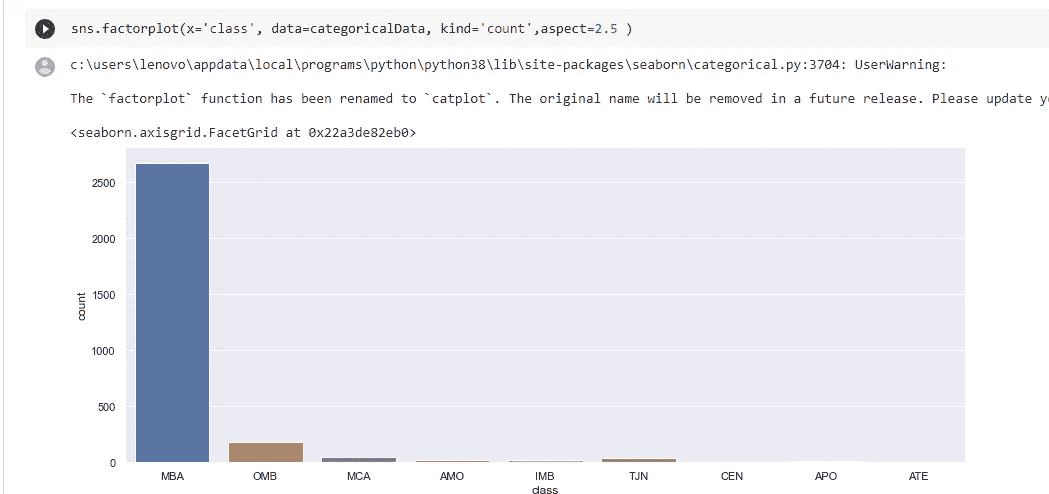 sns.factorplot(x='class', data=categoricalData, kind='count',aspect=2.5 )
c:\users\lenovo\appdata\local\programs\python\python38\lib\site-packages\seaborn\categorical.py:3704: UserWarning:
The `factorplot` function has been renamed to `catplot`. The original name will be removed in a future release. Please update
<seaborn.axisgrid.FacetGrid at 0x22a3de82eb0>
2500
2000
1500
1000
500
0
count
MBA OMB MCA AMO IMB TJN CEN APO ATE
class